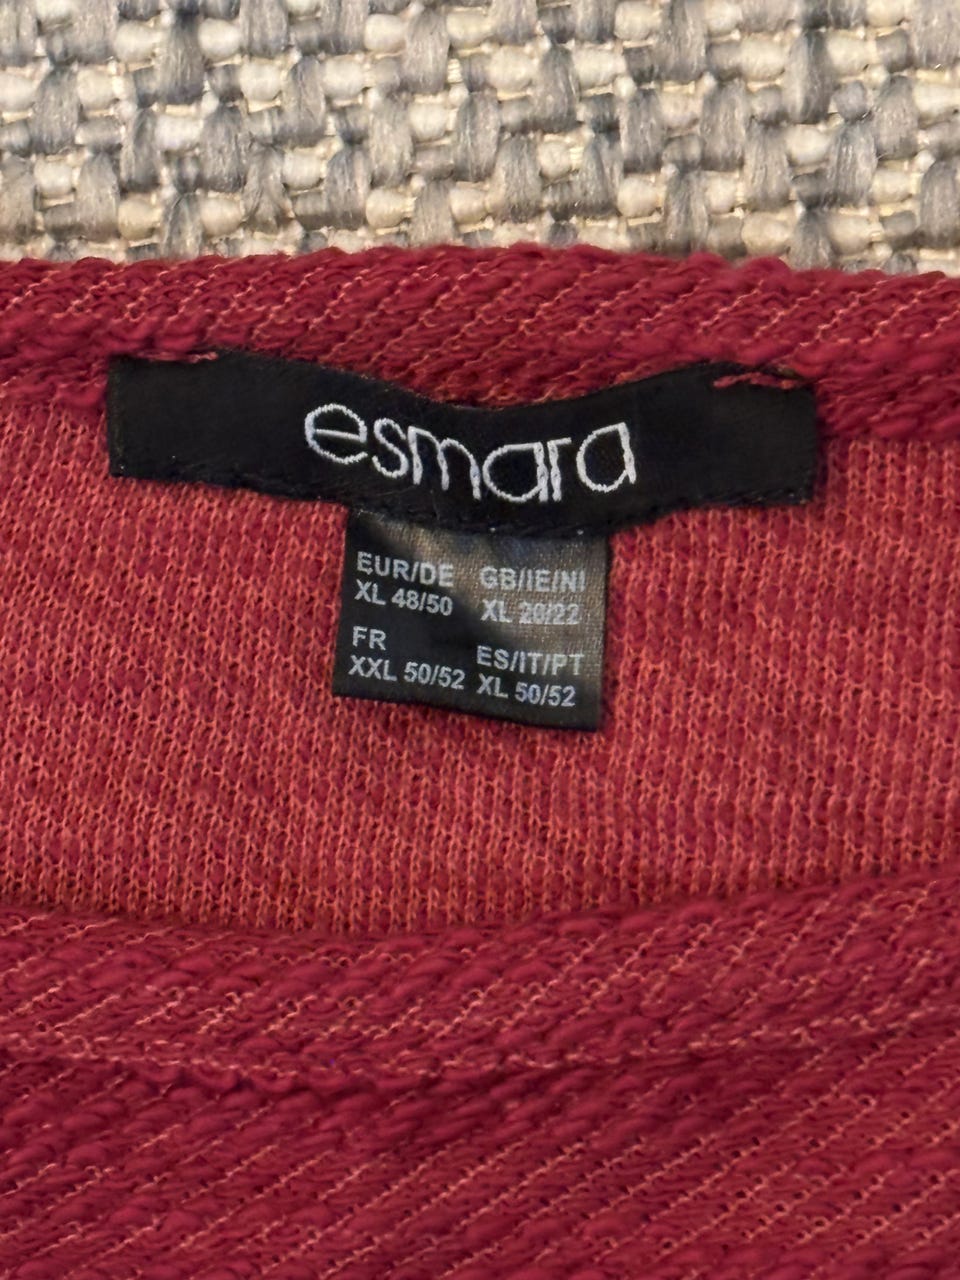 esmara
EUR/DE GB/IE/NI
XL 48/50 XL 20/22
FR ES/IT/PT
XXL 50/52 XL 50/52